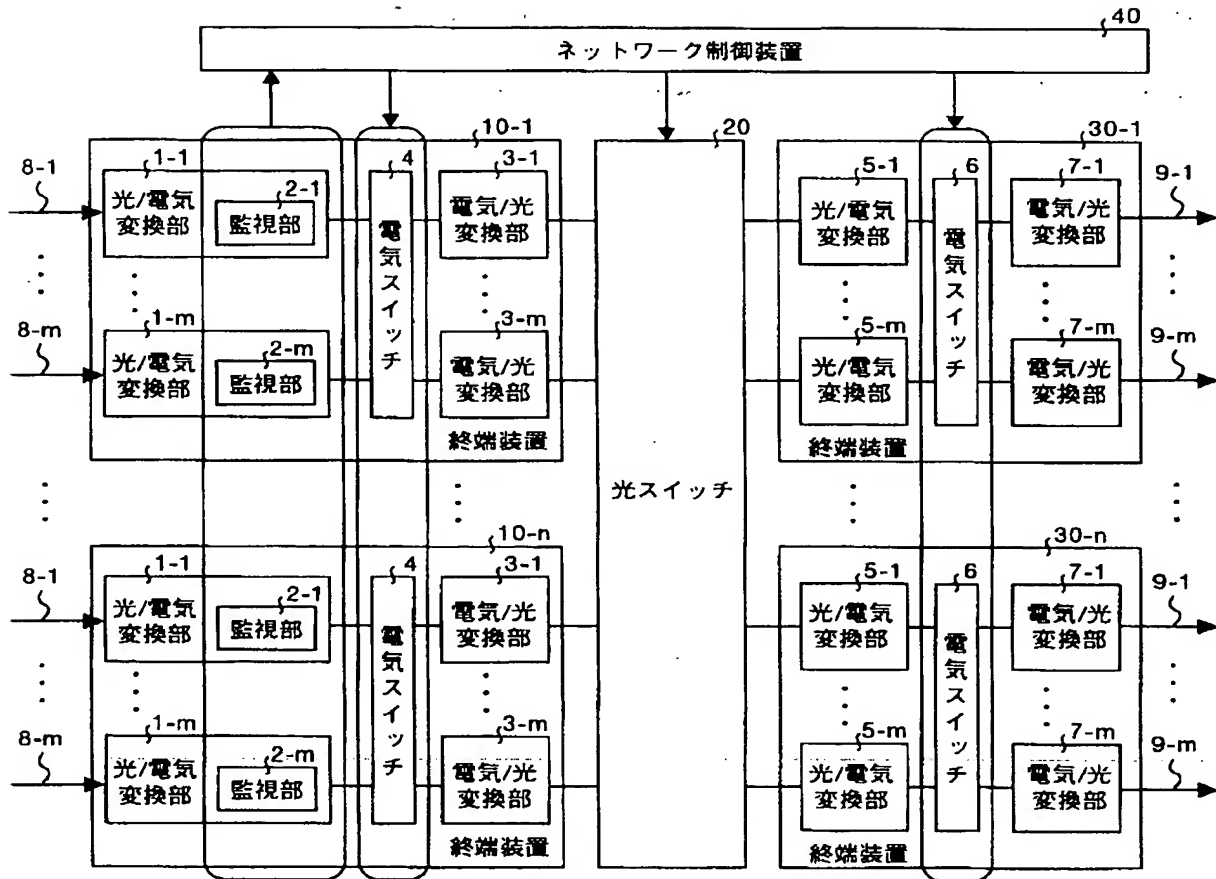 40
ネットワーク制御装置
10-1
20
30-1
8-1
1-1
2-1
4
3-1
5-1
6
7-1
9-1
光/電気
変換部
監視部
電気スイッチ
電気/光
変換部
光/電気
変換部
電気スイッチ
電気/光
変換部
8-m
1-m
2-m
3-m
5-m
7-m
9-m
光/電気
変換部
監視部
電気/光
変換部
光/電気
変換部
電気/光
変換部
終端装置
終端装置
光スイッチ
10-n
30-n
8-1
1-1
2-1
4
3-1
5-1
6
7-1
9-1
光/電気
変換部
監視部
電気スイッチ
電気/光
変換部
光/電気
変換部
電気スイッチ
電気/光
変換部
8-m
1-m
2-m
3-m
5-m
7-m
9-m
光/電気
変換部
監視部
電気/光
変換部
光/電気
変換部
電気/光
変換部
終端装置
終端装置